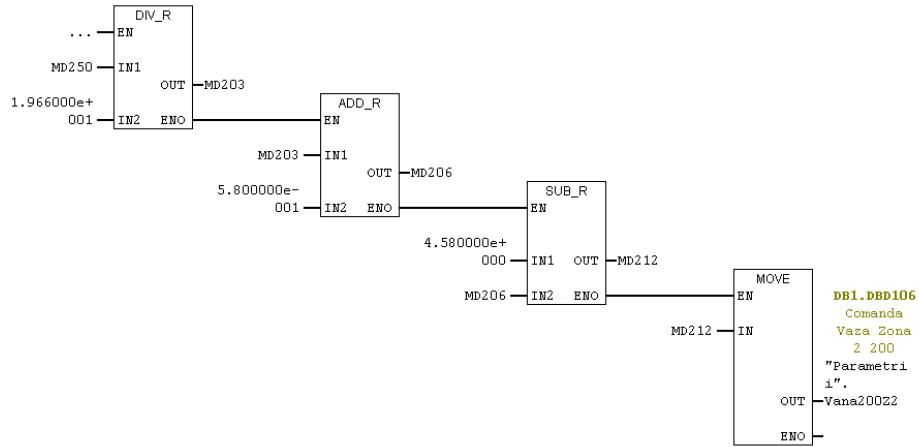 DIV_R
... EN
MD250 IN1
OUT MD203
1.966000e+
001 IN2 ENO
ADD_R
EN
MD203 IN1
OUT MD206
5.800000e-
001 IN2 ENO
SUB_R
EN
4.580000e+
000 IN1 OUT MD212
MD206 IN2 ENO
MOVE
EN
MD212 IN
DB1.DBD106
Comanda
Vaza Zona
2 200
"Parametri
i".
OUT Vana200Z2
ENO